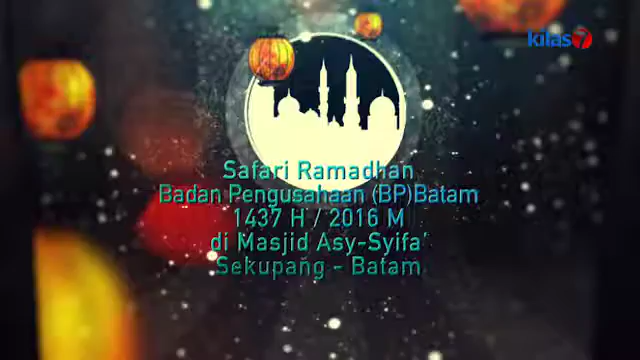 kilas7
Safari Ramadhan
Badan Pengusahaan (BP)Batam
1437 H / 2016 M
di Masjid Asy-Syifa'
Sekupang - Batam